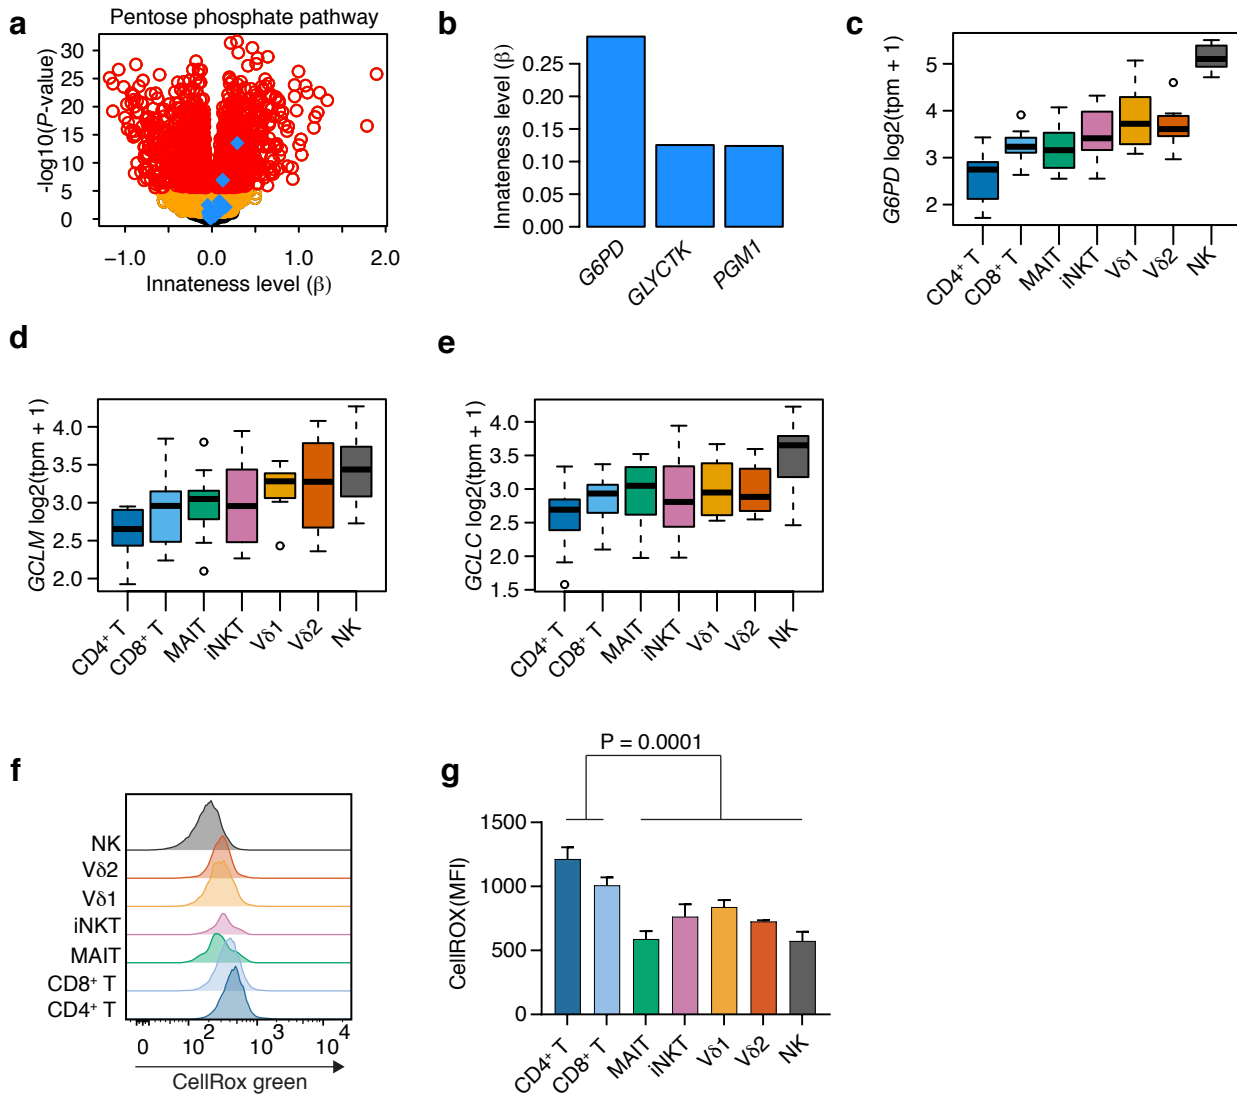 a
Pentose phosphate pathway
-log10(P-value)
30
25
20
15
10
5
0
−1.0 0.0 1.0 2.0
Innateness level (β)
b
Innateness level (β)
0.25
0.20
0.15
0.10
0.05
0.00
G6PD GLYCTK PGM1
c
G6PD log2(tpm + 1)
5
4
3
2
CD4+ T CD8+ T MAIT iNKT Vδ1 Vδ2 NK
d
GCLM log2(tpm + 1)
4.0
3.5
3.0
2.5
2.0
CD4+ T CD8+ T MAIT iNKT Vδ1 Vδ2 NK
e
GCLC log2(tpm + 1)
4.0
3.5
3.0
2.5
2.0
1.5
CD4+ T CD8+ T MAIT iNKT Vδ1 Vδ2 NK
f
NK
Vδ2
Vδ1
iNKT
MAIT
CD8+ T
CD4+ T
0 10^2 10^3 10^4
CellRox green
g
P = 0.0001
CellROX(MFI)
1500
1000
500
0
CD4+ T CD8+ T MAIT iNKT Vδ1 Vδ2 NK